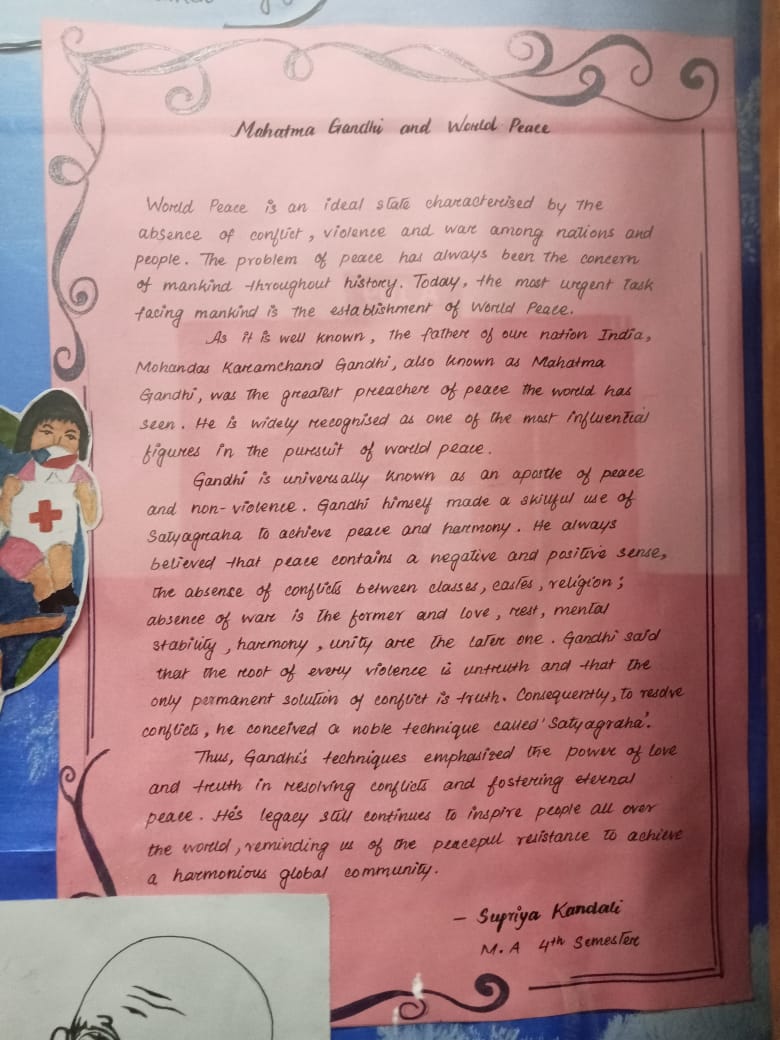 Mahatma Gandhi and World Peace
World Peace is an ideal state characterised by the
absence of conflict, violence and war among nations and
people. The problem of peace has always been the concern
of mankind throughout history. Today, the most urgent task
facing mankind is the establishment of World Peace.
As it is well known, the father of our nation India,
Mohandas Karamchand Gandhi, also known as Mahatma
Gandhi, was the greatest preacher of peace the world has
seen. He is widely recognised as one of the most influential
figures in the pursuit of world peace.
Gandhi is universally known as an apostle of peace
and non-violence. Gandhi himself made a skillful use of
Satyagraha to achieve peace and harmony. He always
believed that peace contains a negative and positive sense,
the absense of conflicts between classes, castes, religion;
absence of war is the former and love, rest, mental
stability, harmony, unity are the later one. Gandhi said
that the root of every violence is untruth and that the
only permanent solution of conflict is truth. Consequently, to resolve
conflicts, he conceived a noble technique called 'Satyagraha'.
Thus, Gandhi's techniques emphasized the power of love
and truth in resolving conflicts and fostering eternal
peace. He's legacy still continues to inspire people all over
the world, reminding us of the peaceful resistance to achieve
a harmonious global community.
- Supriya Kandali
M.A 4th Semester